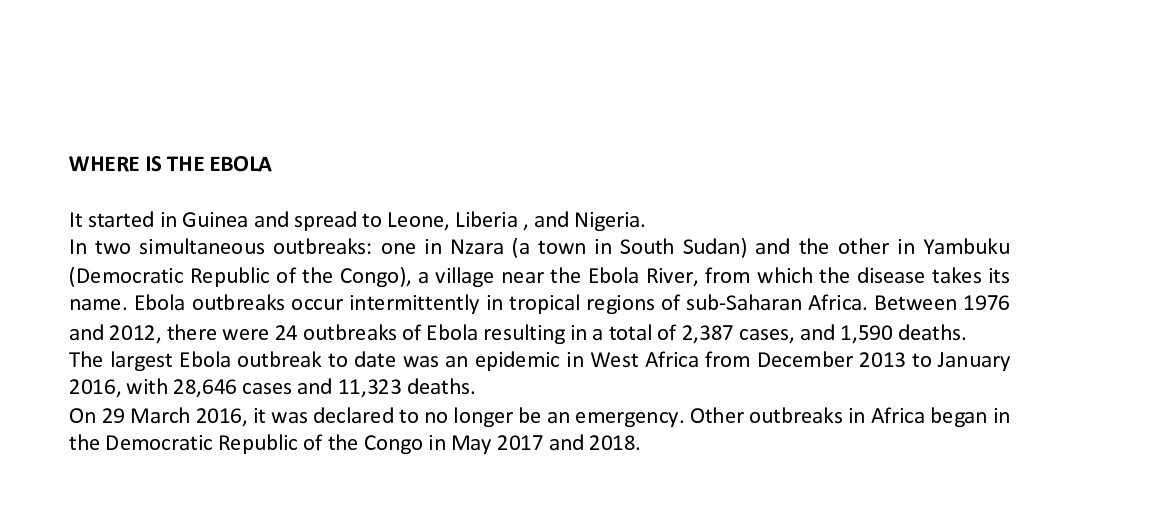 WHERE IS THE EBOLA
It started in Guinea and spread to Leone, Liberia , and Nigeria.
In two simultaneous outbreaks: one in Nzara (a town in South Sudan) and the other in Yambuku
(Democratic Republic of the Congo), a village near the Ebola River, from which the disease takes its
name. Ebola outbreaks occur intermittently in tropical regions of sub-Saharan Africa. Between 1976
and 2012, there were 24 outbreaks of Ebola resulting in a total of 2,387 cases, and 1,590 deaths.
The largest Ebola outbreak to date was an epidemic in West Africa from December 2013 to January
2016, with 28,646 cases and 11,323 deaths.
On 29 March 2016, it was declared to no longer be an emergency. Other outbreaks in Africa began in
the Democratic Republic of the Congo in May 2017 and 2018.